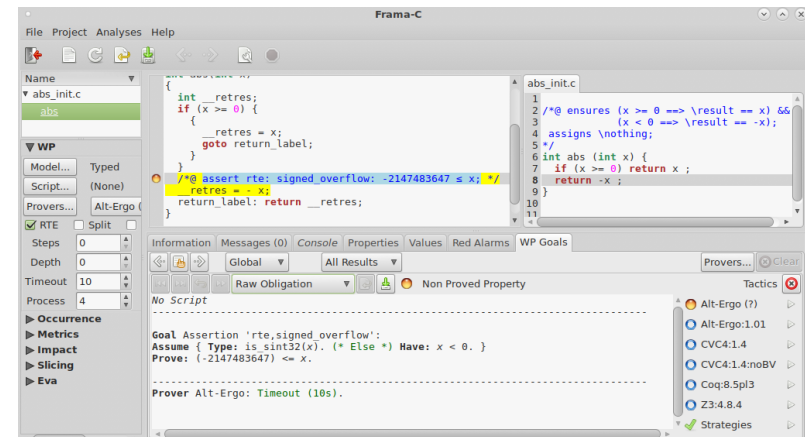 Frama-C
File Project Analyses Help
Name
abs_init.c
abs
WP
Model... Typed
Script... (None)
Provers... Alt-Ergo (
RTE Split
Steps 0
Depth 0
Timeout 10
Process 4
Occurrence
Metrics
Impact
Slicing
Eva
int abs(int x)
{
int __retres;
if (x >= 0) {
{
__retres = x;
goto return_label;
}
}
/*@ assert rte: signed_overflow: -2147483647 ≤ x; */
__retres = - x;
return_label: return __retres;
}
abs_init.c
1
2 /*@ ensures (x >= 0 ==> \result == x) &&
3 (x < 0 ==> \result == -x);
4 assigns \nothing;
5 */
6 int abs (int x) {
7 if (x >= 0) return x ;
8 return -x ;
9 }
10
11
Information Messages (0) Console Properties Values Red Alarms WP Goals
Global All Results Provers... Clear
Raw Obligation Non Proved Property Tactics
No Script
Goal Assertion 'rte,signed_overflow':
Assume { Type: is_sint32(x). (* Else *) Have: x < 0. }
Prove: (-2147483647) <= x.
Prover Alt-Ergo: Timeout (10s).
Alt-Ergo (?)
Alt-Ergo:1.01
CVC4:1.4
CVC4:1.4:noBV
Coq:8.5pl3
Z3:4.8.4
Strategies